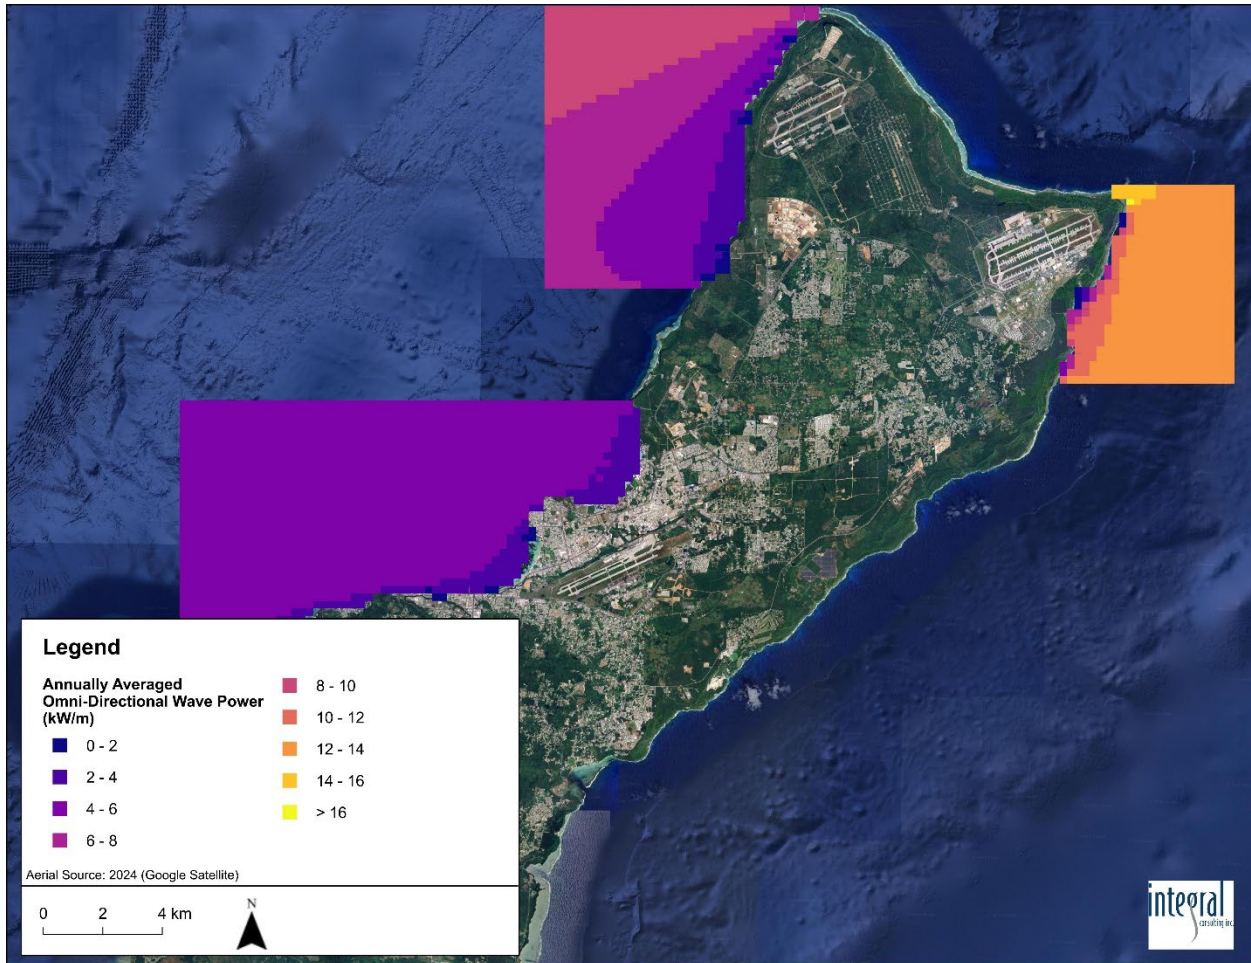 Legend
Annually Averaged
Omni-Directional Wave Power
(kW/m)
0 - 2
2 - 4
4 - 6
6 - 8
8 - 10
10 - 12
12 - 14
14 - 16
> 16
Aerial Source: 2024 (Google Satellite)
0 2 4 km
N
integral
consulting inc.